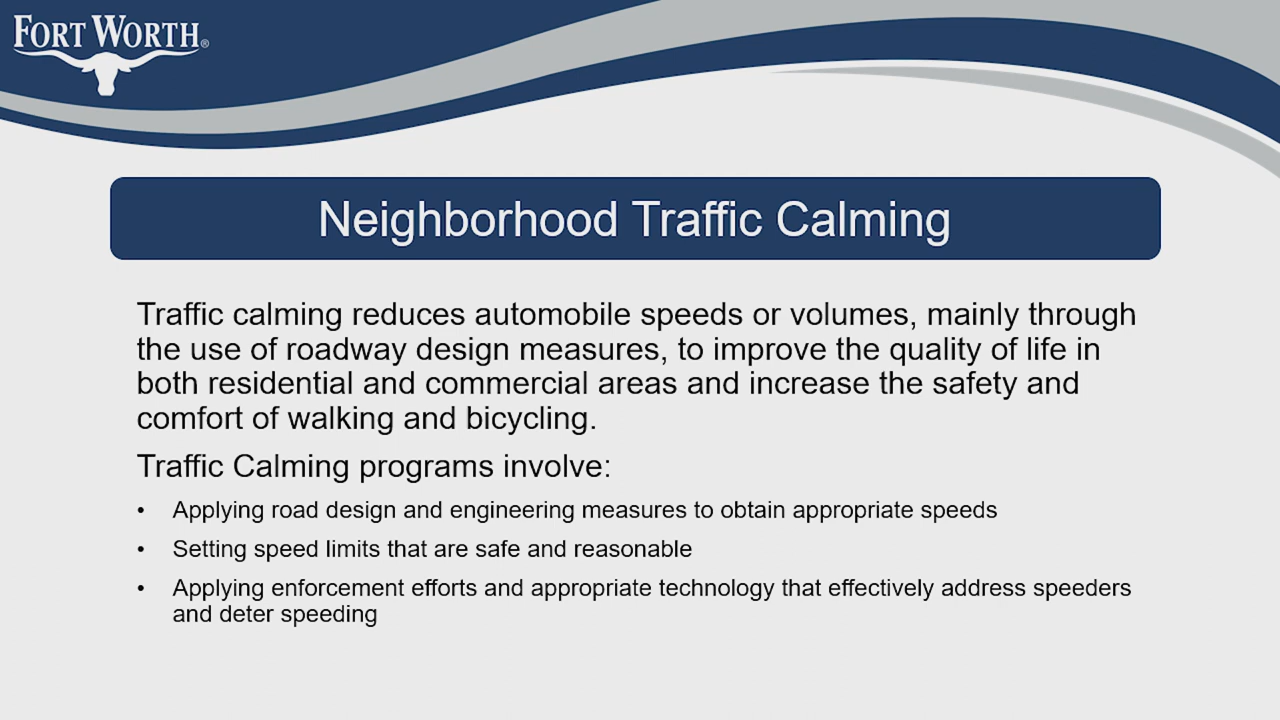 FORT WORTH®
Neighborhood Traffic Calming
Traffic calming reduces automobile speeds or volumes, mainly through
the use of roadway design measures, to improve the quality of life in
both residential and commercial areas and increase the safety and
comfort of walking and bicycling.
Traffic Calming programs involve:
• Applying road design and engineering measures to obtain appropriate speeds
• Setting speed limits that are safe and reasonable
• Applying enforcement efforts and appropriate technology that effectively address speeders
and deter speeding